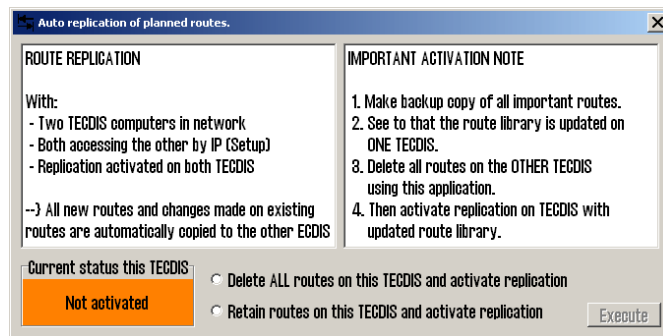 Auto replication of planned routes.
ROUTE REPLICATION
With:
- Two TECDIS computers in network
- Both accessing the other by IP (Setup)
- Replication activated on both TECDIS
--} All new routes and changes made on existing
routes are automatically copied to the other ECDIS
IMPORTANT ACTIVATION NOTE
1. Make backup copy of all important routes.
2. See to that the route library is updated on
ONE TECDIS.
3. Delete all routes on the OTHER TECDIS
using this application.
4. Then activate replication on TECDIS with
updated route library.
Current status this TECDIS
Not activated
Delete ALL routes on this TECDIS and activate replication
Retain routes on this TECDIS and activate replication
Execute